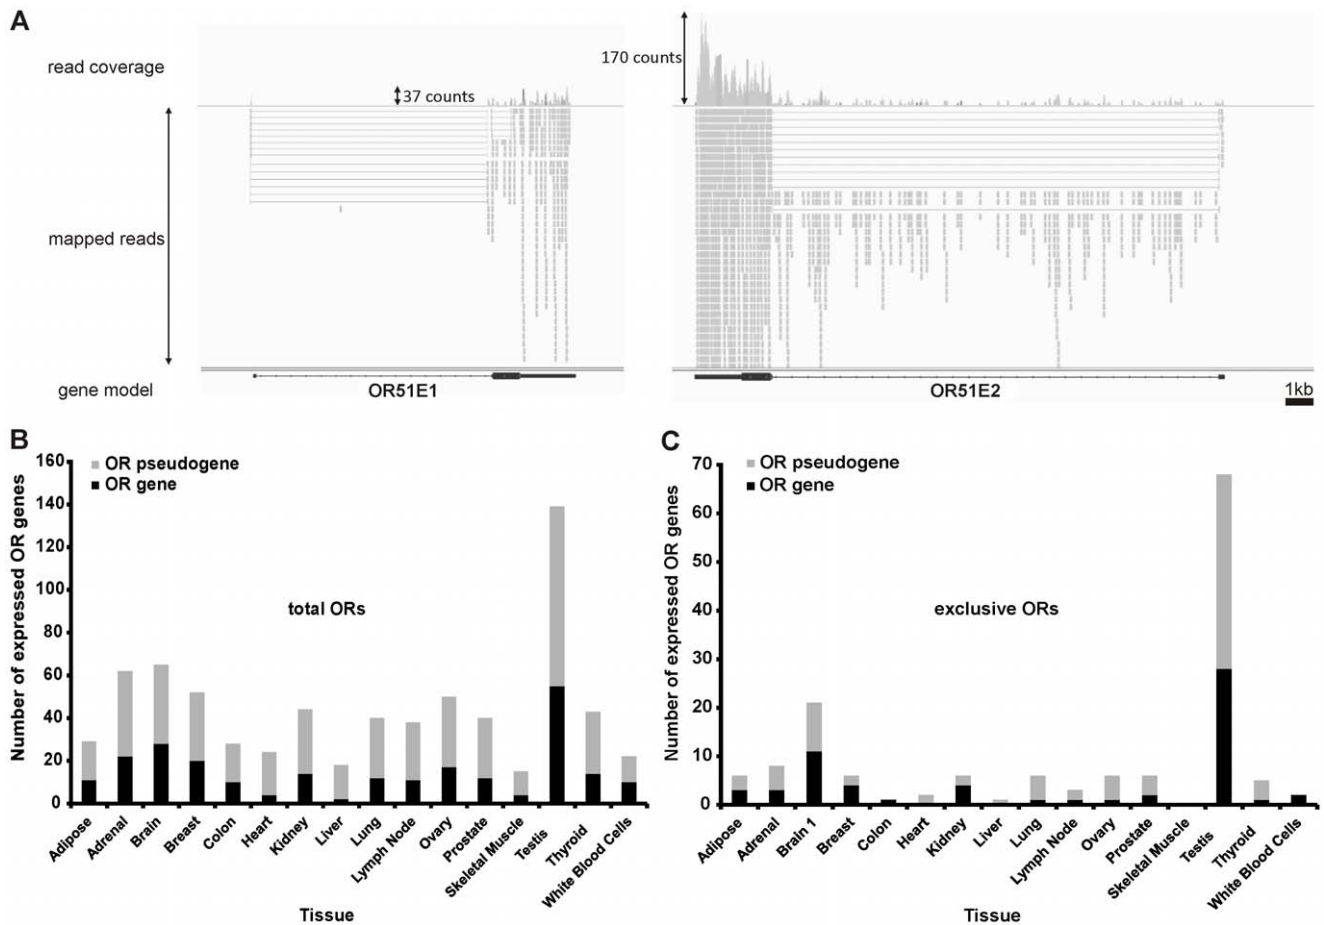 A
read coverage
37 counts
170 counts
mapped reads
gene model
OR51E1
OR51E2
1kb
B
Number of expressed OR genes
160
140
120
100
80
60
40
20
0
OR pseudogene
OR gene
total ORs
Adipose
Adrenal
Brain
Breast
Colon
Heart
Kidney
Liver
Lung
Lymph Node
Ovary
Prostate
Skeletal Muscle
Testis
Thyroid
White Blood Cells
Tissue
C
Number of expressed OR genes
70
60
50
40
30
20
10
0
OR pseudogene
OR gene
exclusive ORs
Adipose
Adrenal
Brain 1
Breast
Colon
Heart
Kidney
Liver
Lung
Lymph Node
Ovary
Prostate
Skeletal Muscle
Testis
Thyroid
White Blood Cells
Tissue